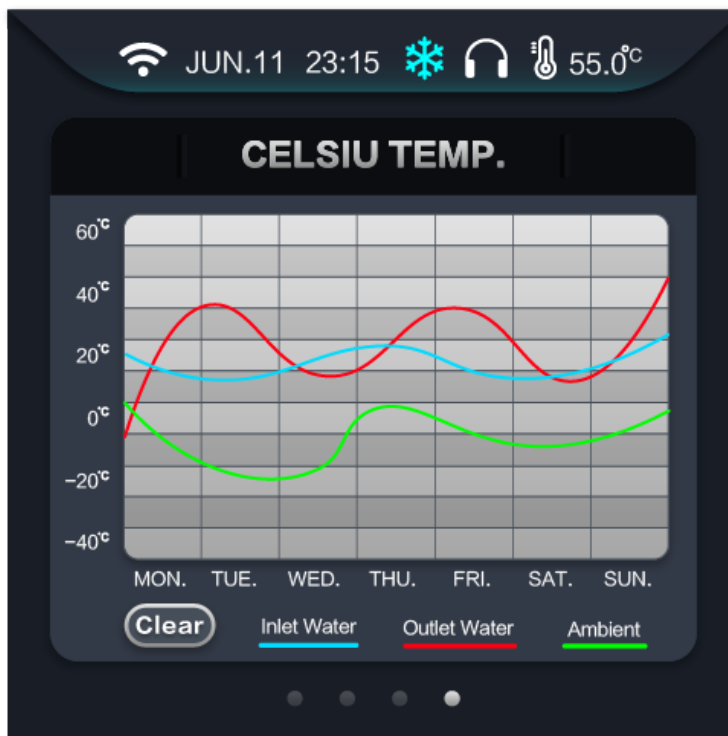 JUN.11 23:15 55.0°C
CELSIU TEMP.
60℃
40℃
20℃
0℃
−20℃
−40℃
MON. TUE. WED. THU. FRI. SAT. SUN.
Clear Inlet Water Outlet Water Ambient